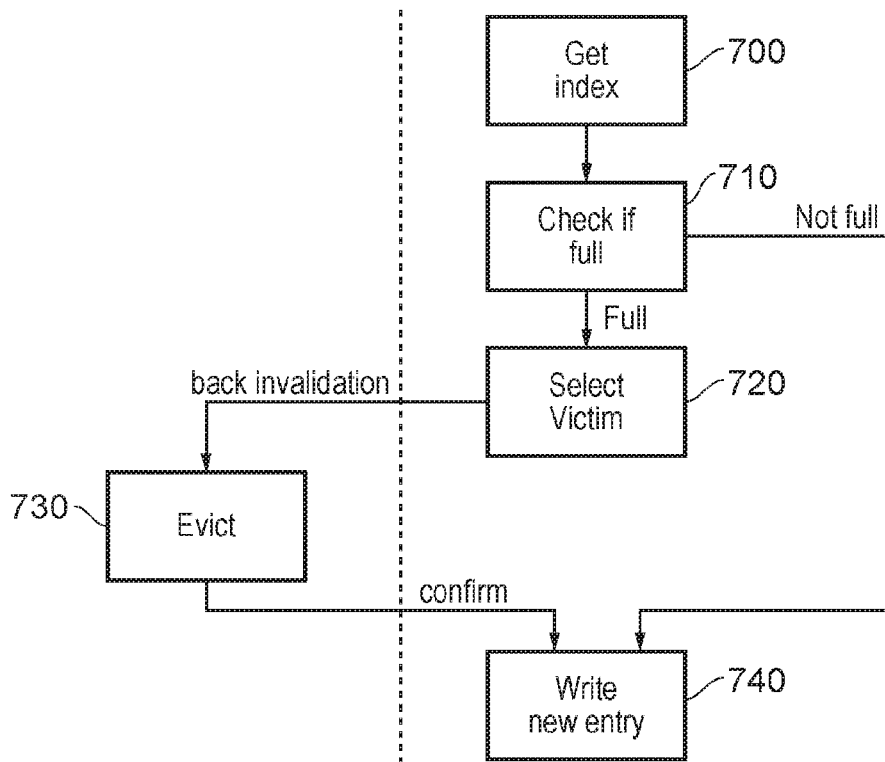 Get
index
700
710
Check if
full
Not full
Full
back invalidation
Select
Victim
720
730
Evict
confirm
Write
new entry
740